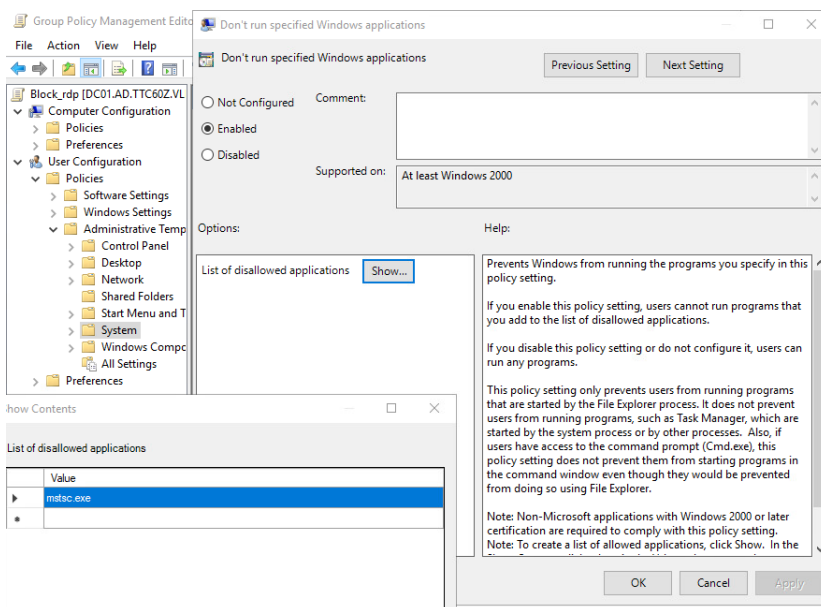 Group Policy Management Edito
File Action View Help
Block_rdp [DC01.AD.TTC60Z.VL
Computer Configuration
Policies
Preferences
User Configuration
Policies
Software Settings
Windows Settings
Administrative Temp
Control Panel
Desktop
Network
Shared Folders
Start Menu and T
System
Windows Compo
All Settings
Preferences
Don't run specified Windows applications
Don't run specified Windows applications
Previous Setting
Next Setting
Not Configured
Enabled
Disabled
Comment:
Supported on:
At least Windows 2000
Options:
Help:
List of disallowed applications
Show...
Prevents Windows from running the programs you specify in this
policy setting.
If you enable this policy setting, users cannot run programs that
you add to the list of disallowed applications.
If you disable this policy setting or do not configure it, users can
run any programs.
This policy setting only prevents users from running programs
that are started by the File Explorer process. It does not prevent
users from running programs, such as Task Manager, which are
started by the system process or by other processes. Also, if
users have access to the command prompt (Cmd.exe), this
policy setting does not prevent them from starting programs in
the command window even though they would be prevented
from doing so using File Explorer.
Note: Non-Microsoft applications with Windows 2000 or later
certification are required to comply with this policy setting.
Note: To create a list of allowed applications, click Show. In the
OK
Cancel
Apply
Show Contents
List of disallowed applications
Value
mstsc.exe